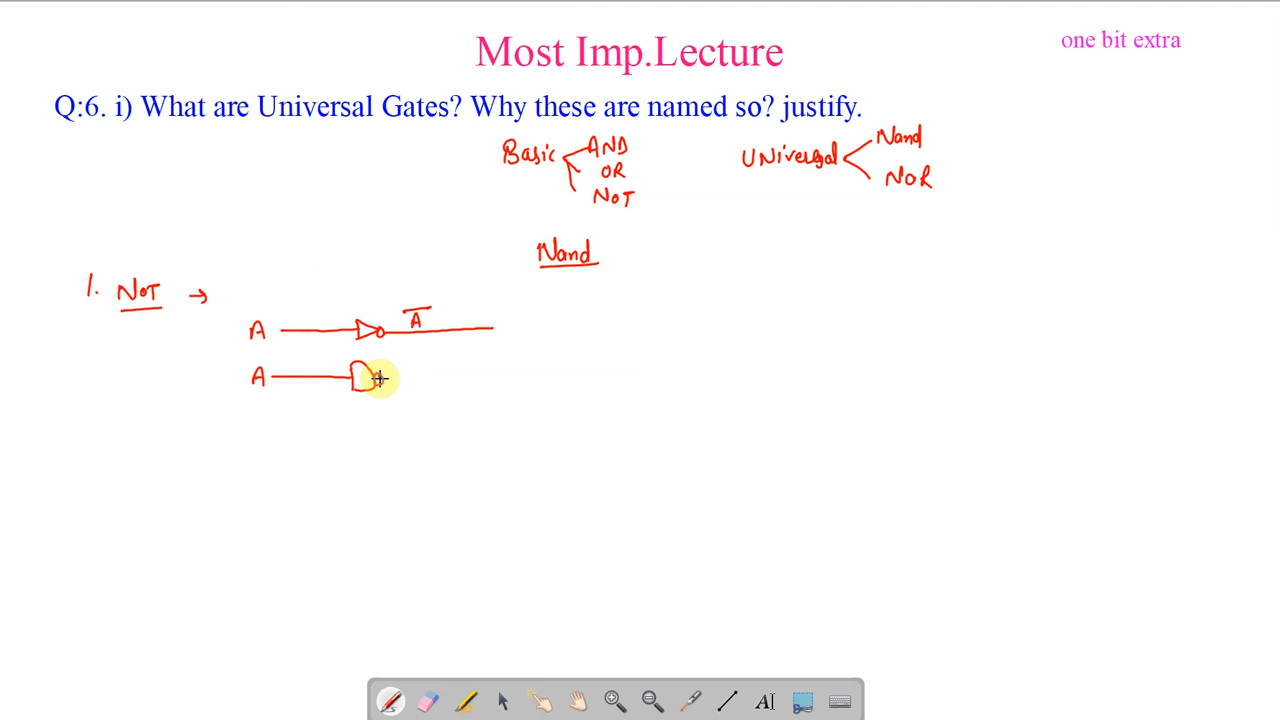 Most Imp.Lecture
one bit extra
Q:6. i) What are Universal Gates? Why these are named so? justify.
Basic AND
OR
NOT
UNiversal Nand
NOR
Nand
1. NOT →
A A̅
A
AI